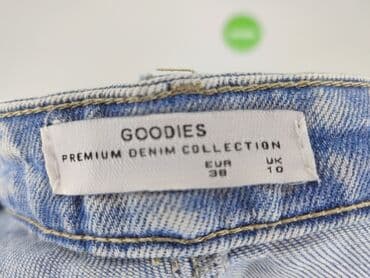 GOODIES
PREMIUM DENIM COLLECTION
EUR UK
38 10